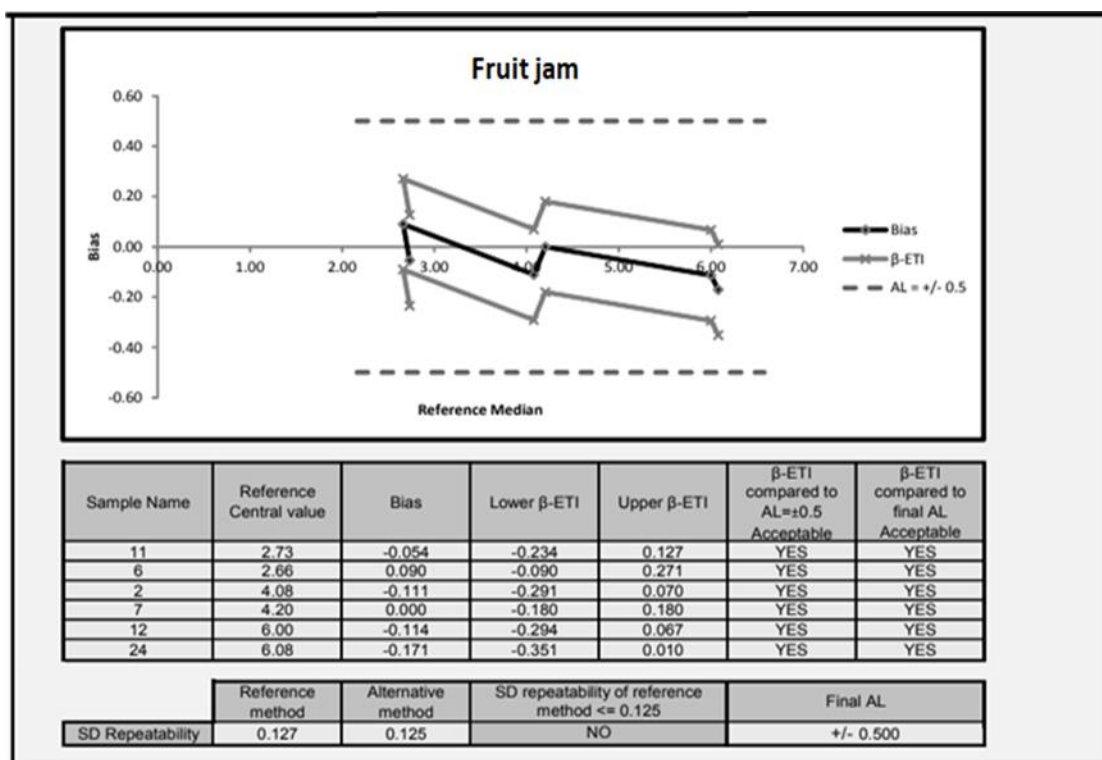 Fruit jam
0.60
0.40
0.20
0.00
-0.20
-0.40
-0.60
0.00 1.00 2.00 3.00 4.00 5.00 6.00 7.00
Bias
Reference Median
Bias
β-ETI
AL = +/- 0.5
Sample Name Reference Central value Bias Lower β-ETI Upper β-ETI β-ETI compared to AL=±0.5 Acceptable β-ETI compared to final AL Acceptable
11 2.73 -0.054 -0.234 0.127 YES YES
6 2.66 0.090 -0.090 0.271 YES YES
2 4.08 -0.111 -0.291 0.070 YES YES
7 4.20 0.000 -0.180 0.180 YES YES
12 6.00 -0.114 -0.294 0.067 YES YES
24 6.08 -0.171 -0.351 0.010 YES YES
Reference method Alternative method SD repeatability of reference method <= 0.125 Final AL
SD Repeatability 0.127 0.125 NO +/- 0.500